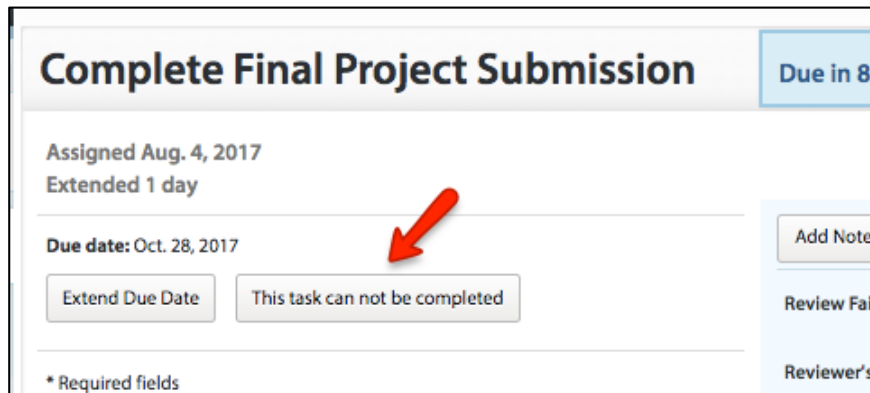 Complete Final Project Submission
Due in 8
Assigned Aug. 4, 2017
Extended 1 day
Due date: Oct. 28, 2017
Add Note
Extend Due Date
This task can not be completed
Review Fai
* Required fields
Reviewer's